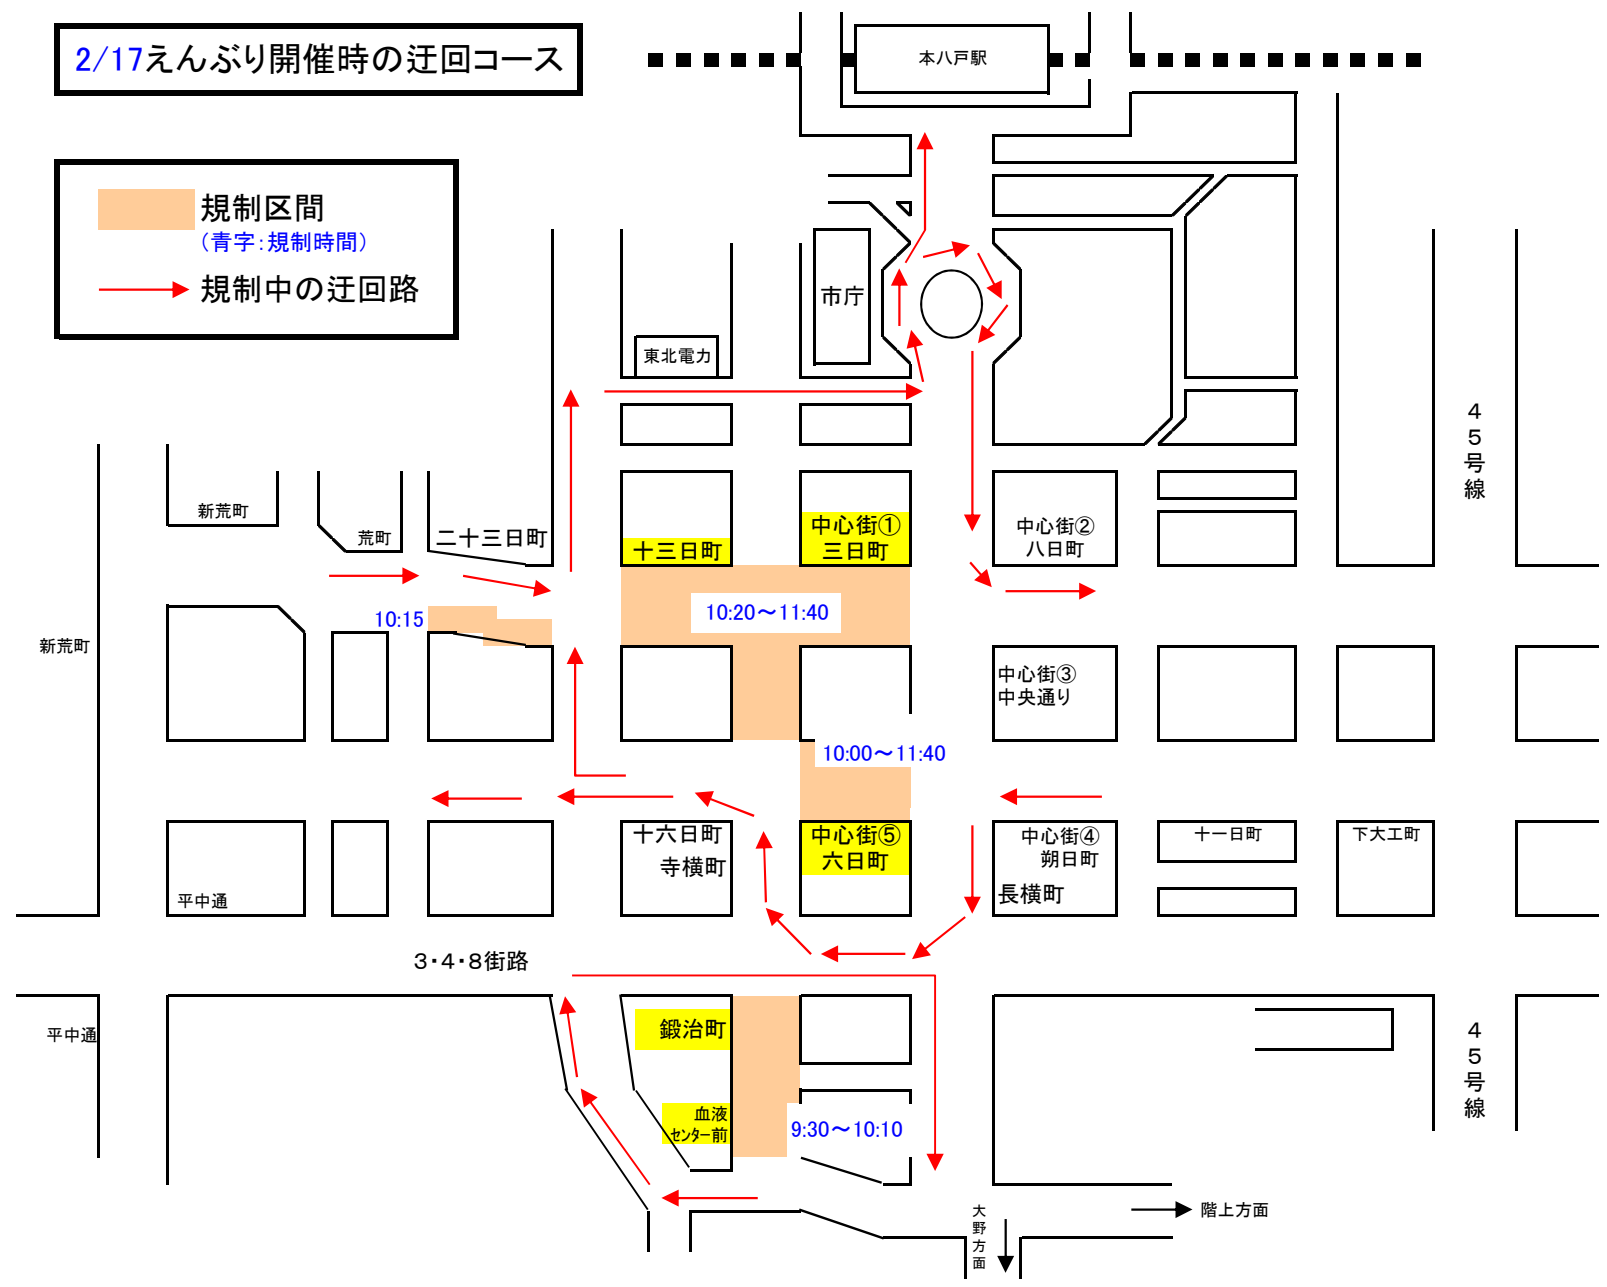 2/17えんぶり開催時の迂回コース
本八戸駅
規制区間
（青字：規制時間）
規制中の迂回路
市庁
東北電力
45号線
新荒町
荒町
二十三日町
十三日町
中心街①
三日町
中心街②
八日町
10:15
10:20～11:40
新荒町
中心街③
中央通り
10:00～11:40
十六日町
寺横町
中心街⑤
六日町
中心街④
朔日町
長横町
十一日町
下大工町
平中通
3・4・8街路
平中通
鍛冶町
45号線
血液
センター前
9:30～10:10
大野方面
階上方面